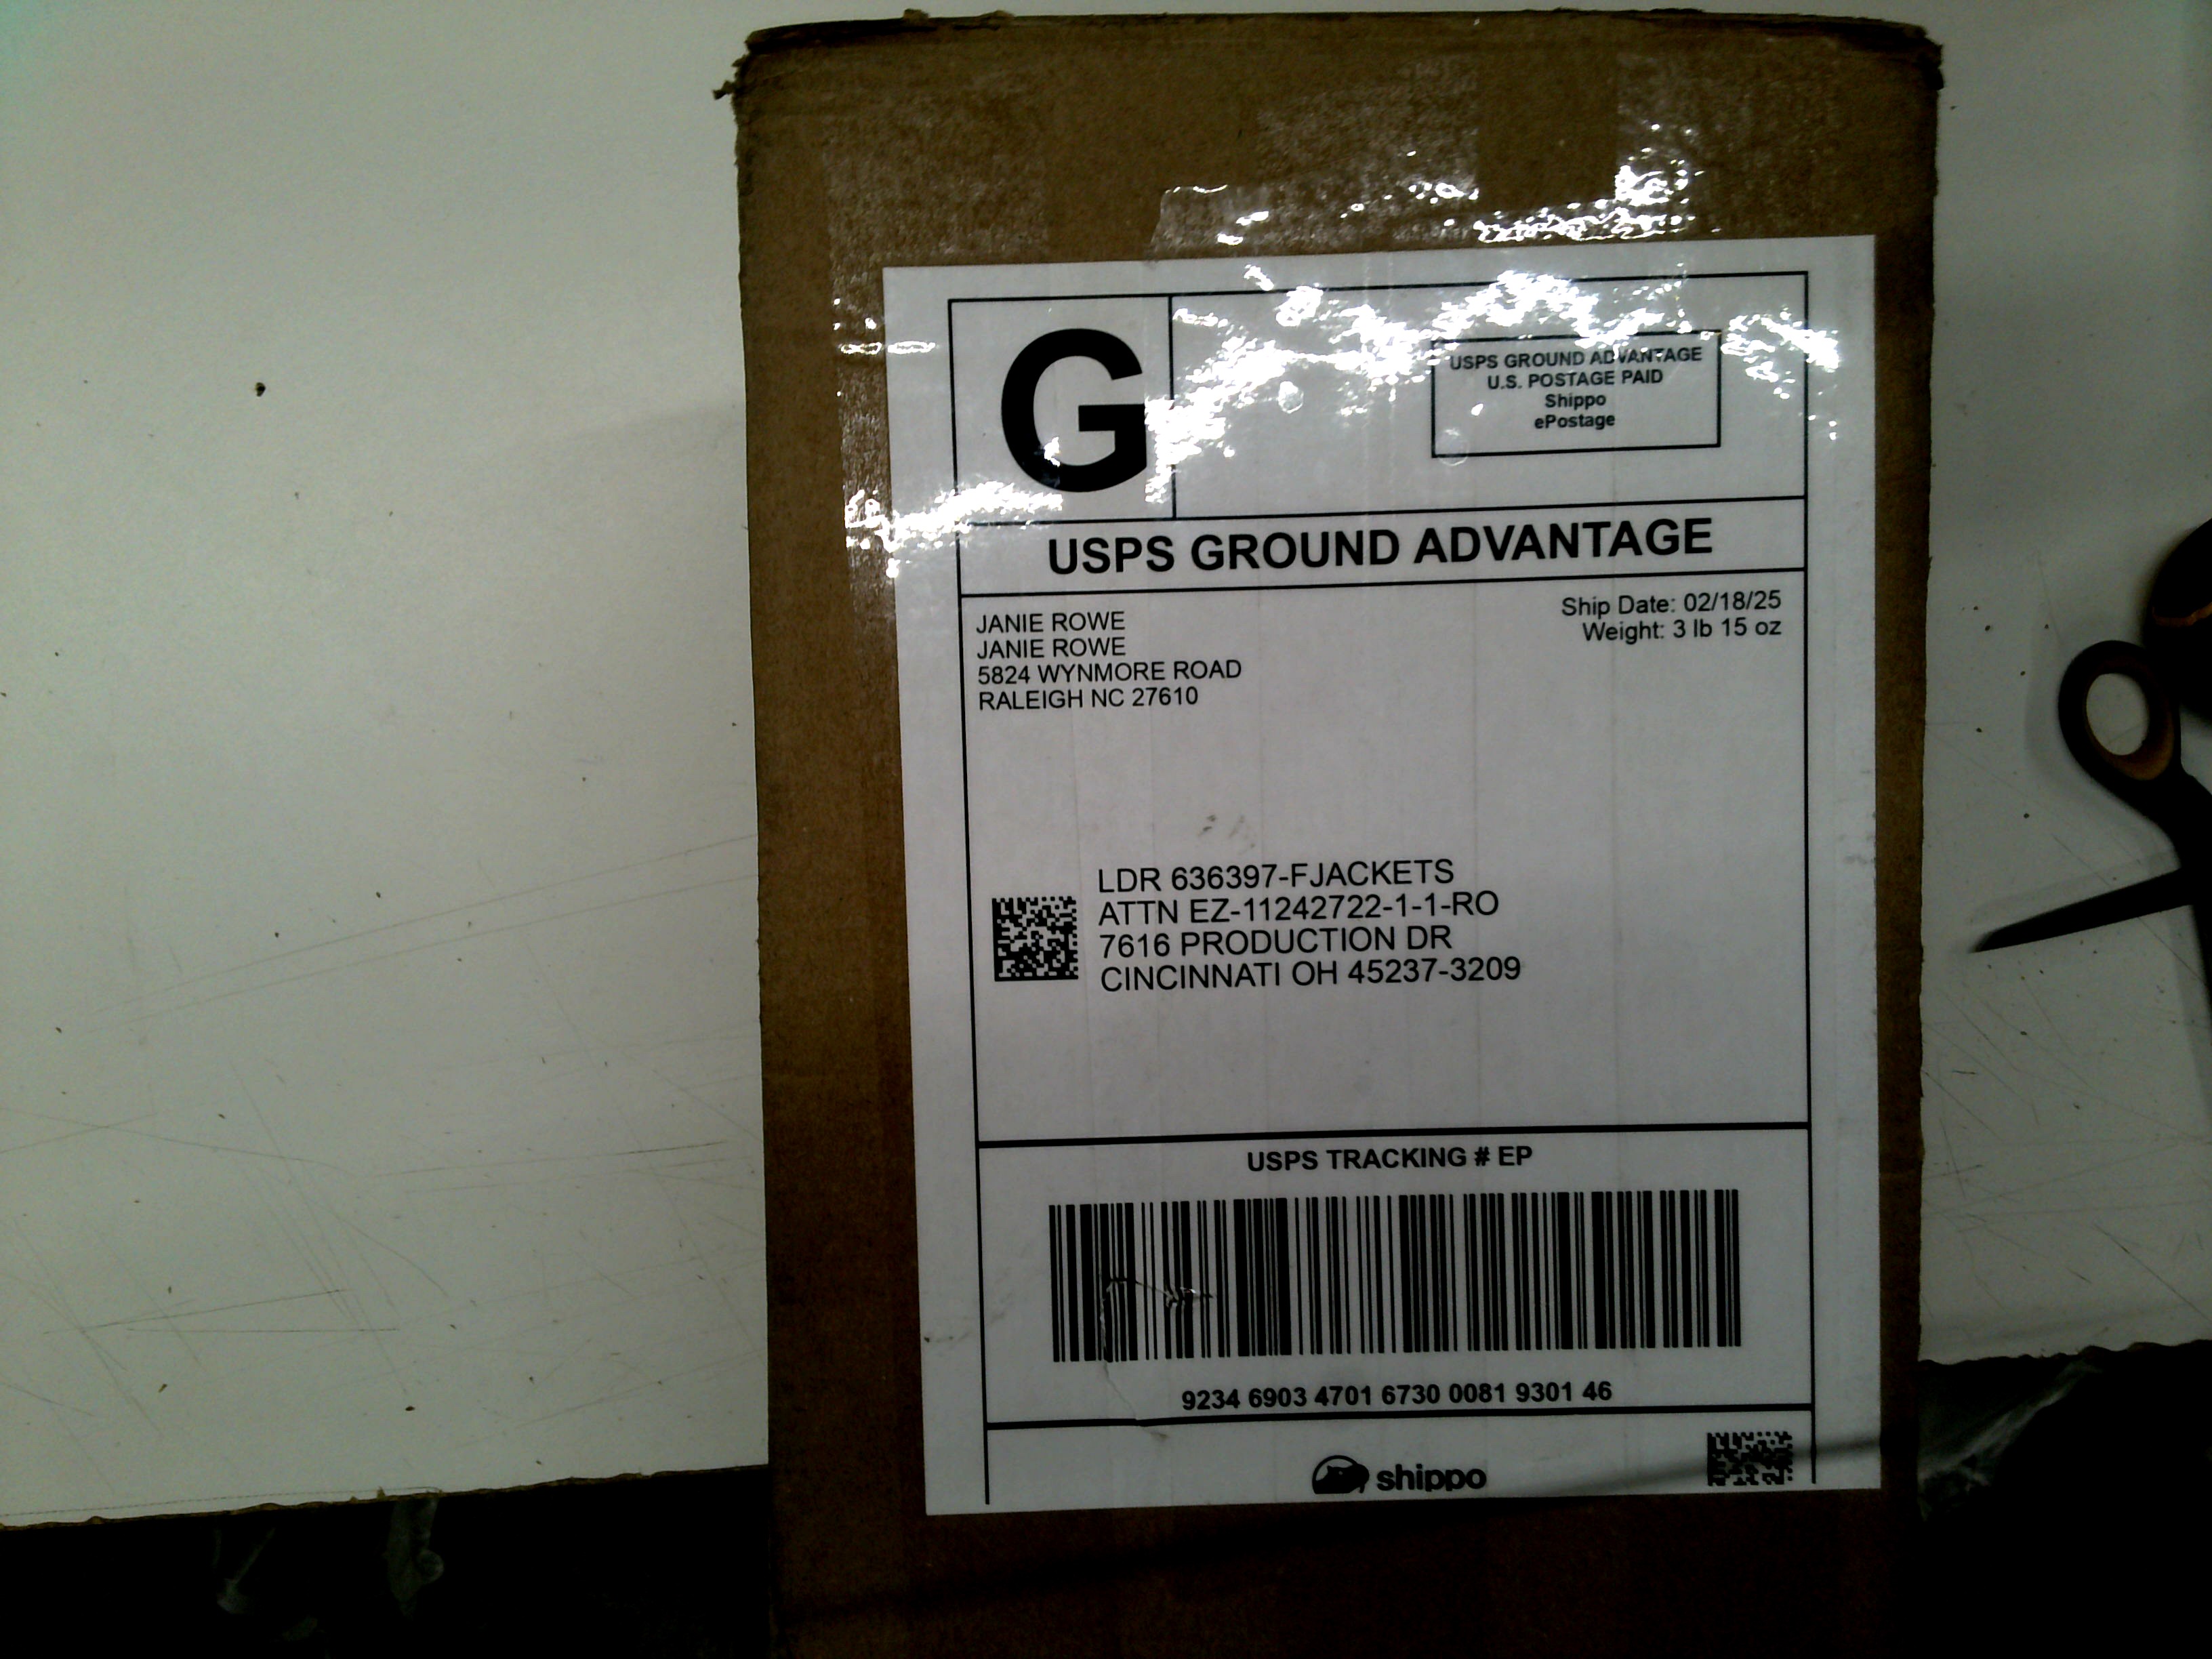 G
USPS GROUND ADVANTAGE
U.S. POSTAGE PAID
Shippo
ePostage
USPS GROUND ADVANTAGE
JANIE ROWE
JANIE ROWE
5824 WYNMORE ROAD
RALEIGH NC 27610
Ship Date: 02/18/25
Weight: 3 lb 15 oz
LDR 636397-FJACKETS
ATTN EZ-11242722-1-1-RO
7616 PRODUCTION DR
CINCINNATI OH 45237-3209
USPS TRACKING # EP
9234 6903 4701 6730 0081 9301 46
shippo